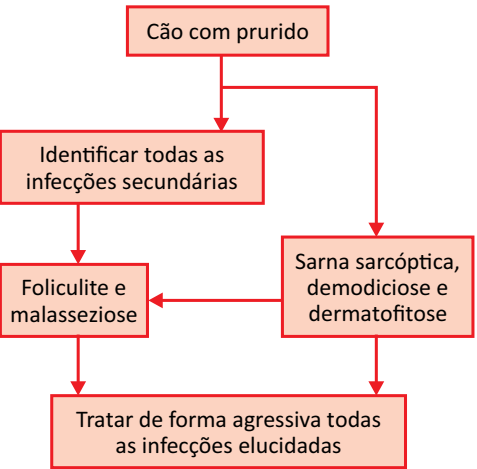 Cão com prurido
Identificar todas as
infecções secundárias
Foliculite e
malasseziose
Sarna sarcóptica,
demodiciose e
dermatofitose
Tratar de forma agressiva todas
as infecções elucidadas